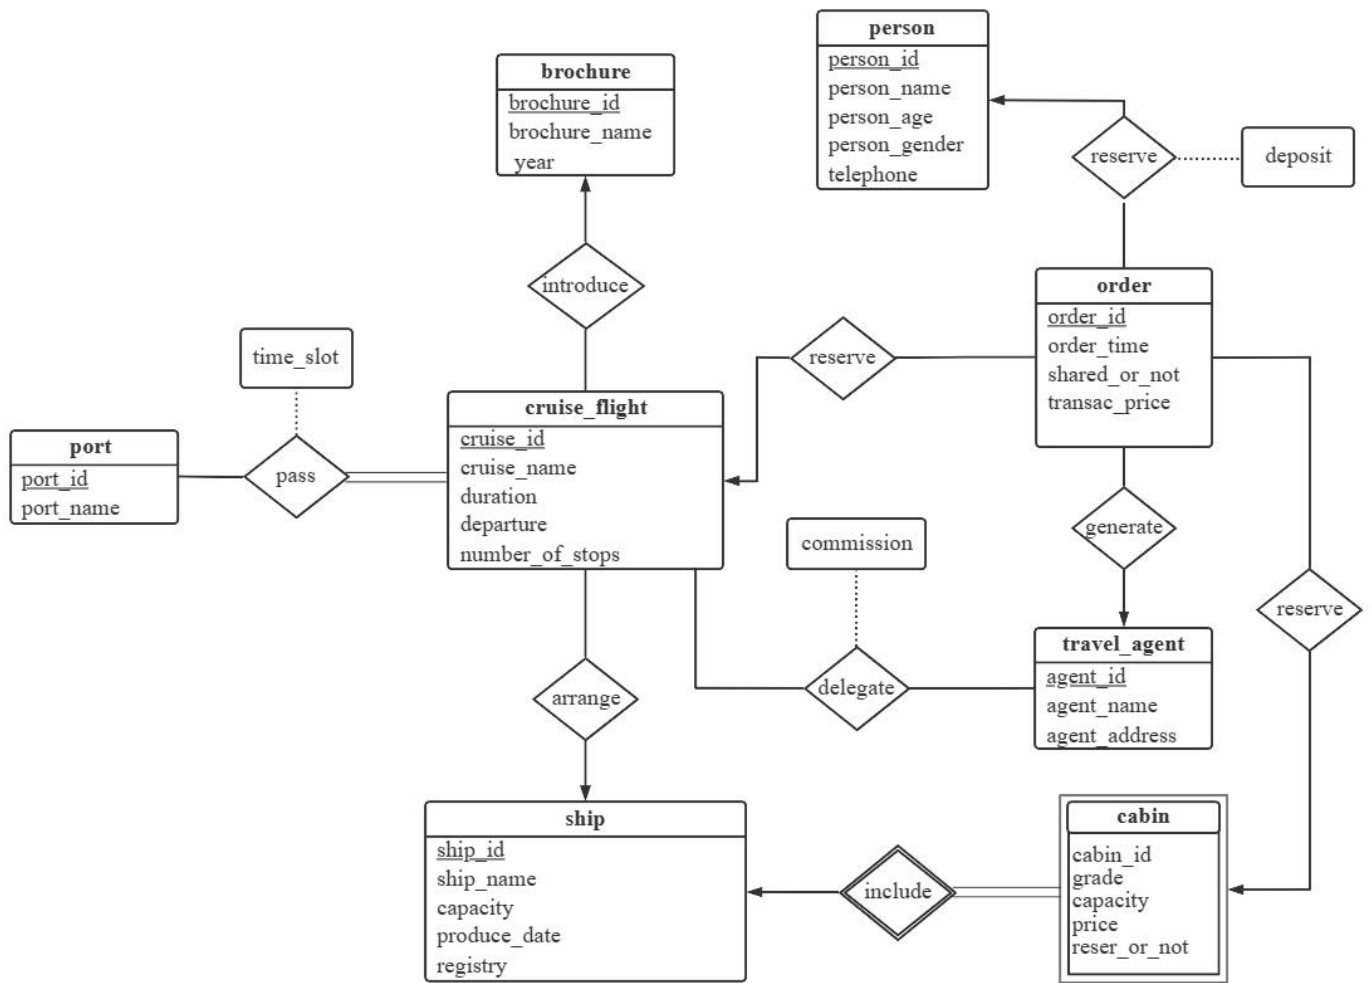 person
person_id
person_name
person_age
person_gender
telephone
brochure
brochure_id
brochure_name
year
reserve
deposit
introduce
order
order_id
order_time
shared_or_not
transac_price
time_slot
reserve
cruise_flight
cruise_id
cruise_name
duration
departure
number_of_stops
port
port_id
port_name
pass
generate
commission
reserve
travel_agent
agent_id
agent_name
agent_address
arrange
delegate
ship
ship_id
ship_name
capacity
produce_date
registry
include
cabin
cabin_id
grade
capacity
price
reser_or_not